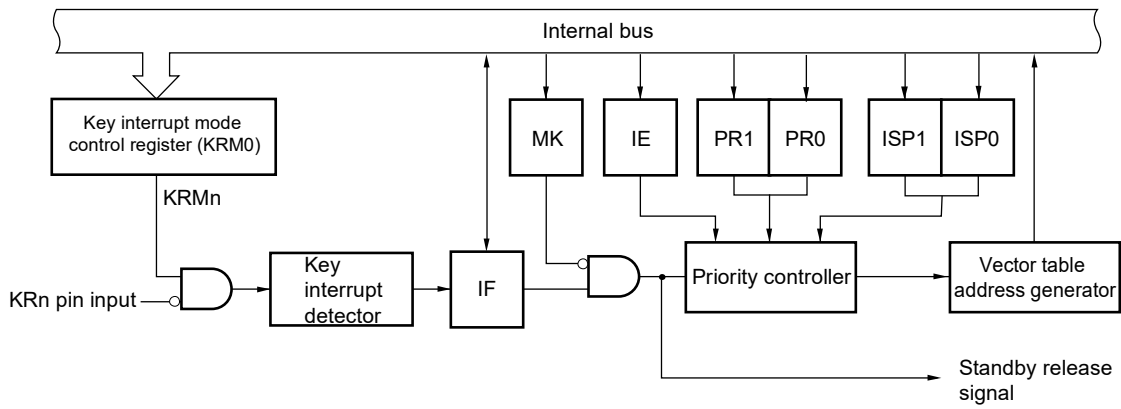 Internal bus
Key interrupt mode
control register (KRM0)
MK
IE
PR1
PR0
ISP1
ISP0
KRMn
KRn pin input
Key
interrupt
detector
IF
Priority controller
Vector table
address generator
Standby release
signal